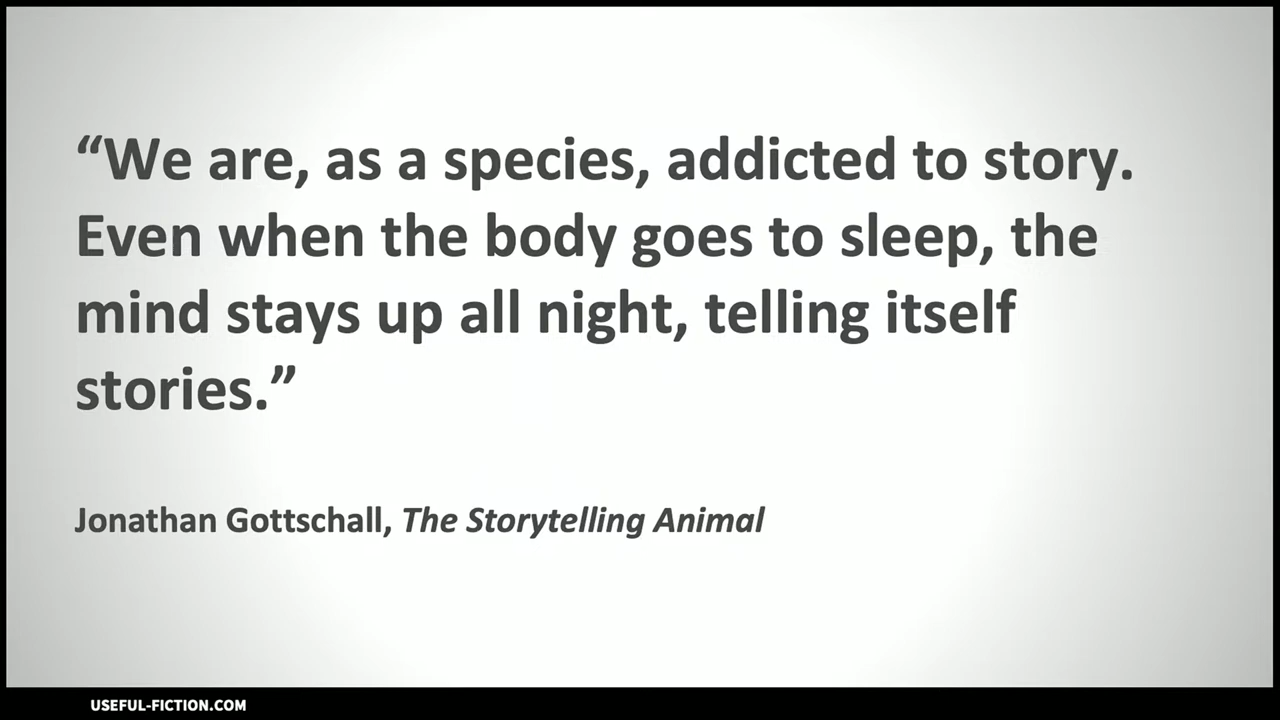 “We are, as a species, addicted to story.
Even when the body goes to sleep, the
mind stays up all night, telling itself
stories.”
Jonathan Gottschall, The Storytelling Animal
USEFUL-FICTION.COM